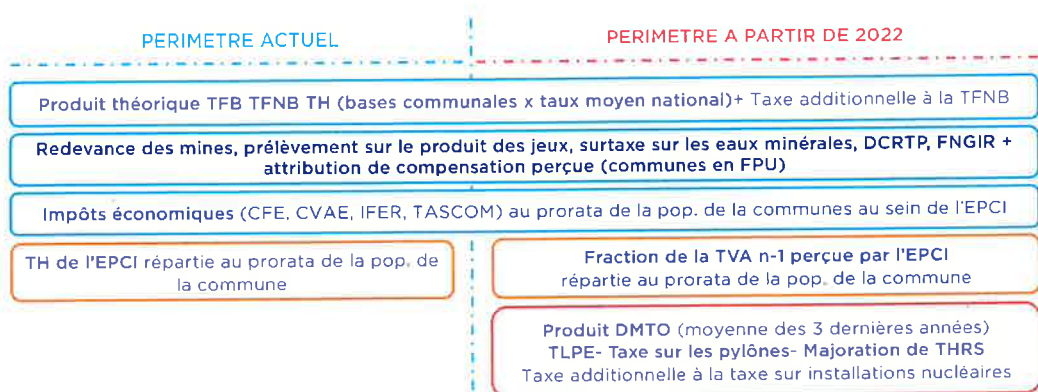 PERIMETRE ACTUEL
PERIMETRE A PARTIR DE 2022
Produit théorique TFB TFNB TH (bases communales x taux moyen national)+ Taxe additionnelle à la TFNB
Redevance des mines, prélèvement sur le produit des jeux, surtaxe sur les eaux minérales, DCRTP, FNGIR +
attribution de compensation perçue (communes en FPU)
Impôts économiques (CFE, CVAE, IFER, TASCOM) au prorata de la pop. de la communes au sein de l'EPCI
TH de l'EPCI répartie au prorata de la pop. de
la commune
Fraction de la TVA n-1 perçue par l'EPCI
répartie au prorata de la pop. de la commune
Produit DMTO (moyenne des 3 dernières années)
TLPE- Taxe sur les pylônes- Majoration de THRS
Taxe additionnelle à la taxe sur installations nucléaires